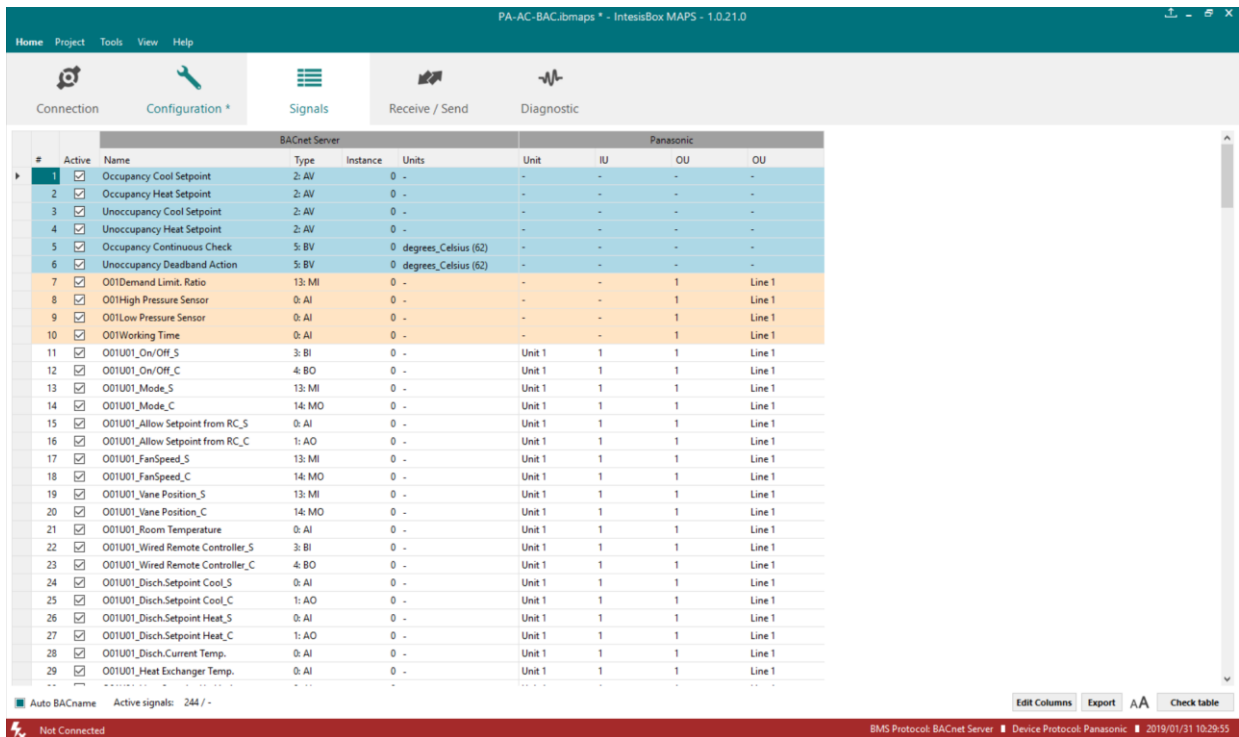 PA-AC-BAC.ibmaps * - IntesisBox MAPS - 1.0.21.0
Home Project Tools View Help
Connection Configuration * Signals Receive / Send Diagnostic
BACnet Server Panasonic
# Active Name Type Instance Units Unit IU OU OU
1 Occupancy Cool Setpoint 2: AV 0 - - - - -
2 Occupancy Heat Setpoint 2: AV 0 - - - - -
3 Unoccupancy Cool Setpoint 2: AV 0 - - - - -
4 Unoccupancy Heat Setpoint 2: AV 0 - - - - -
5 Occupancy Continuous Check 5: BV 0 degrees_Celsius (62) - - - -
6 Unoccupancy Deadband Action 5: BV 0 degrees_Celsius (62) - - - -
7 O01Demand Limit. Ratio 13: MI 0 - - - 1 Line 1
8 O01High Pressure Sensor 0: AI 0 - - - 1 Line 1
9 O01Low Pressure Sensor 0: AI 0 - - - 1 Line 1
10 O01Working Time 0: AI 0 - - - 1 Line 1
11 O01U01_On/Off_S 3: BI 0 - Unit 1 1 1 Line 1
12 O01U01_On/Off_C 4: BO 0 - Unit 1 1 1 Line 1
13 O01U01_Mode_S 13: MI 0 - Unit 1 1 1 Line 1
14 O01U01_Mode_C 14: MO 0 - Unit 1 1 1 Line 1
15 O01U01_Allow Setpoint from RC_S 0: AI 0 - Unit 1 1 1 Line 1
16 O01U01_Allow Setpoint from RC_C 1: AO 0 - Unit 1 1 1 Line 1
17 O01U01_FanSpeed_S 13: MI 0 - Unit 1 1 1 Line 1
18 O01U01_FanSpeed_C 14: MO 0 - Unit 1 1 1 Line 1
19 O01U01_Vane Position_S 13: MI 0 - Unit 1 1 1 Line 1
20 O01U01_Vane Position_C 14: MO 0 - Unit 1 1 1 Line 1
21 O01U01_Room Temperature 0: AI 0 - Unit 1 1 1 Line 1
22 O01U01_Wired Remote Controller_S 3: BI 0 - Unit 1 1 1 Line 1
23 O01U01_Wired Remote Controller_C 4: BO 0 - Unit 1 1 1 Line 1
24 O01U01_Disch.Setpoint Cool_S 0: AI 0 - Unit 1 1 1 Line 1
25 O01U01_Disch.Setpoint Cool_C 1: AO 0 - Unit 1 1 1 Line 1
26 O01U01_Disch.Setpoint Heat_S 0: AI 0 - Unit 1 1 1 Line 1
27 O01U01_Disch.Setpoint Heat_C 1: AO 0 - Unit 1 1 1 Line 1
28 O01U01_Disch.Current Temp. 0: AI 0 - Unit 1 1 1 Line 1
29 O01U01_Heat Exchanger Temp. 0: AI 0 - Unit 1 1 1 Line 1
Auto BACname Active signals: 244 / - Edit Columns Export AA Check table
Not Connected BMS Protocol: BACnet Server Device Protocol: Panasonic 2019/01/31 10:29:55